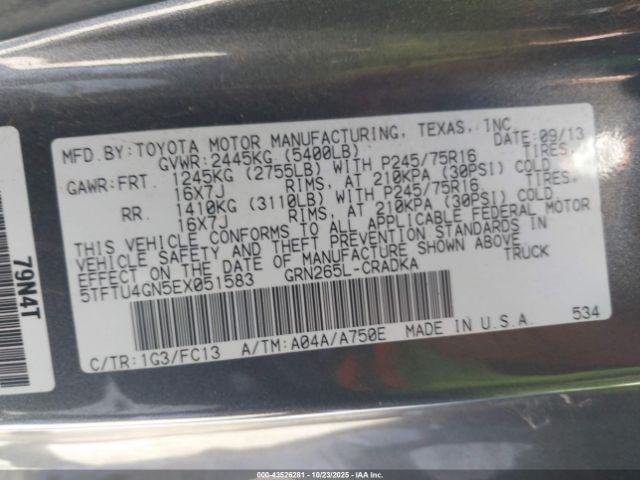 MFD. BY: TOYOTA MOTOR MANUFACTURING, TEXAS, INC. DATE: 09/13
GVWR: 2445KG (5400LB)
GAWR: FRT. 1245KG (2755LB) WITH P245/75R16 TIRES,
16X7J RIMS, AT 210KPA (30PSI) COLD
RR. 1410KG (3110LB) WITH P245/75R16 TIRES,
16X7J RIMS, AT 210KPA (30PSI) COLD.
THIS VEHICLE CONFORMS TO ALL APPLICABLE FEDERAL MOTOR
VEHICLE SAFETY AND THEFT PREVENTION STANDARDS IN
EFFECT ON THE DATE OF MANUFACTURE SHOWN ABOVE
5TFTU4GN5EX051583 GRN265L-CRADKA TRUCK
C/TR: 1G3/FC13 A/TM: A04A/A750E MADE IN U.S.A. 534
79N4T
000-43526281 - 10/23/2025 - IAAI.COM